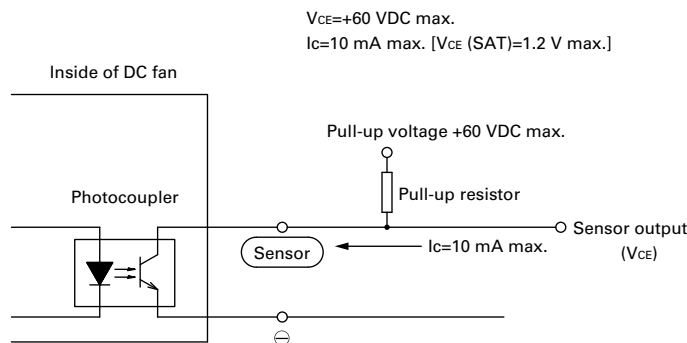 VCE=+60 VDC max.
Ic=10 mA max. [VCE (SAT)=1.2 V max.]
Inside of DC fan
Pull-up voltage +60 VDC max.
Photocoupler
Pull-up resistor
Sensor
Ic=10 mA max.
Sensor output
(VCE)
⊖